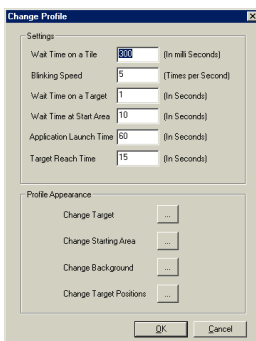 Change Profile
Settings
Wait Time on a Tile 300 (In milli Seconds)
Blinking Speed 5 (Times per Second)
Wait Time on a Target 1 (In Seconds)
Wait Time at Start Area 10 (In Seconds)
Application Launch Time 60 (In Seconds)
Target Reach Time 15 (In Seconds)
Profile Appearance
Change Target ...
Change Starting Area ...
Change Background ...
Change Target Positions ...
OK Cancel